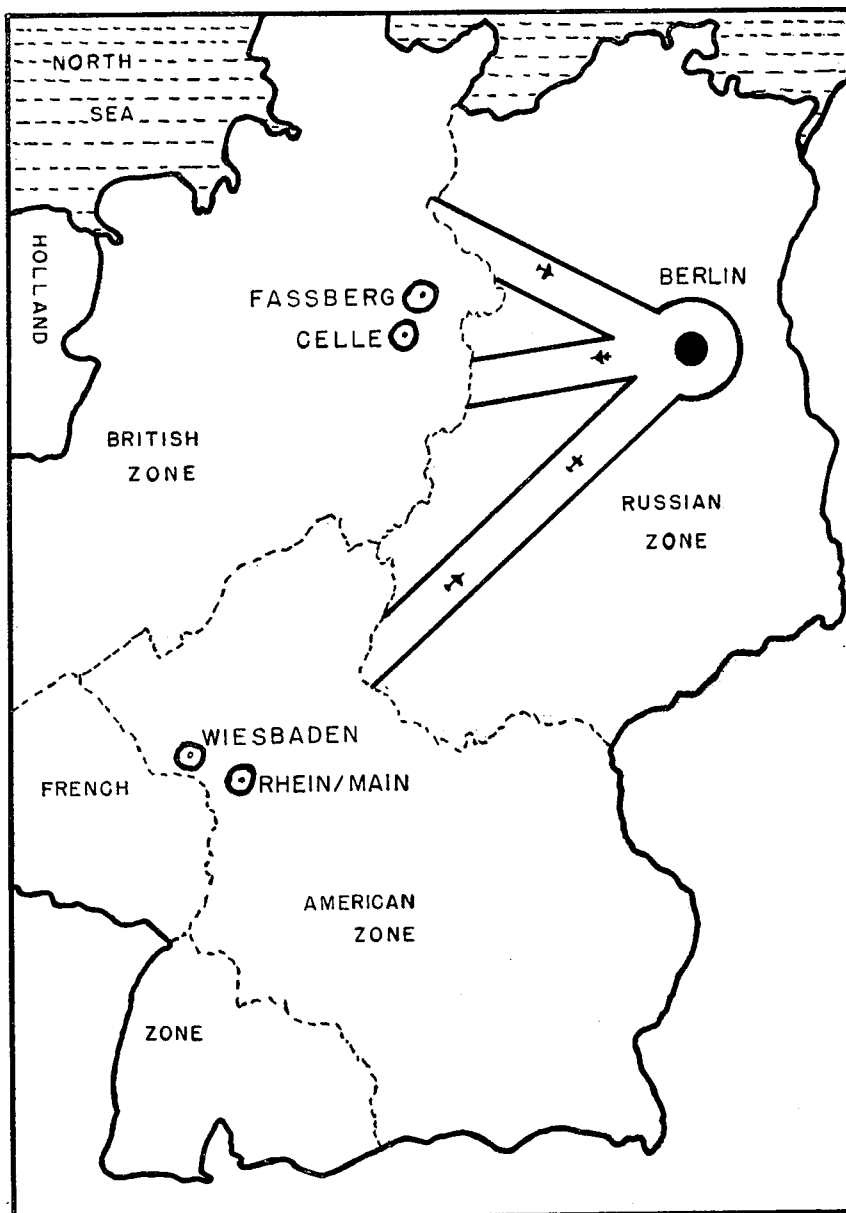 NORTH
SEA
HOLLAND
BERLIN
FASSBERG
CELLE
BRITISH
ZONE
RUSSIAN
ZONE
WIESBADEN
RHEIN/MAIN
FRENCH
AMERICAN
ZONE
ZONE